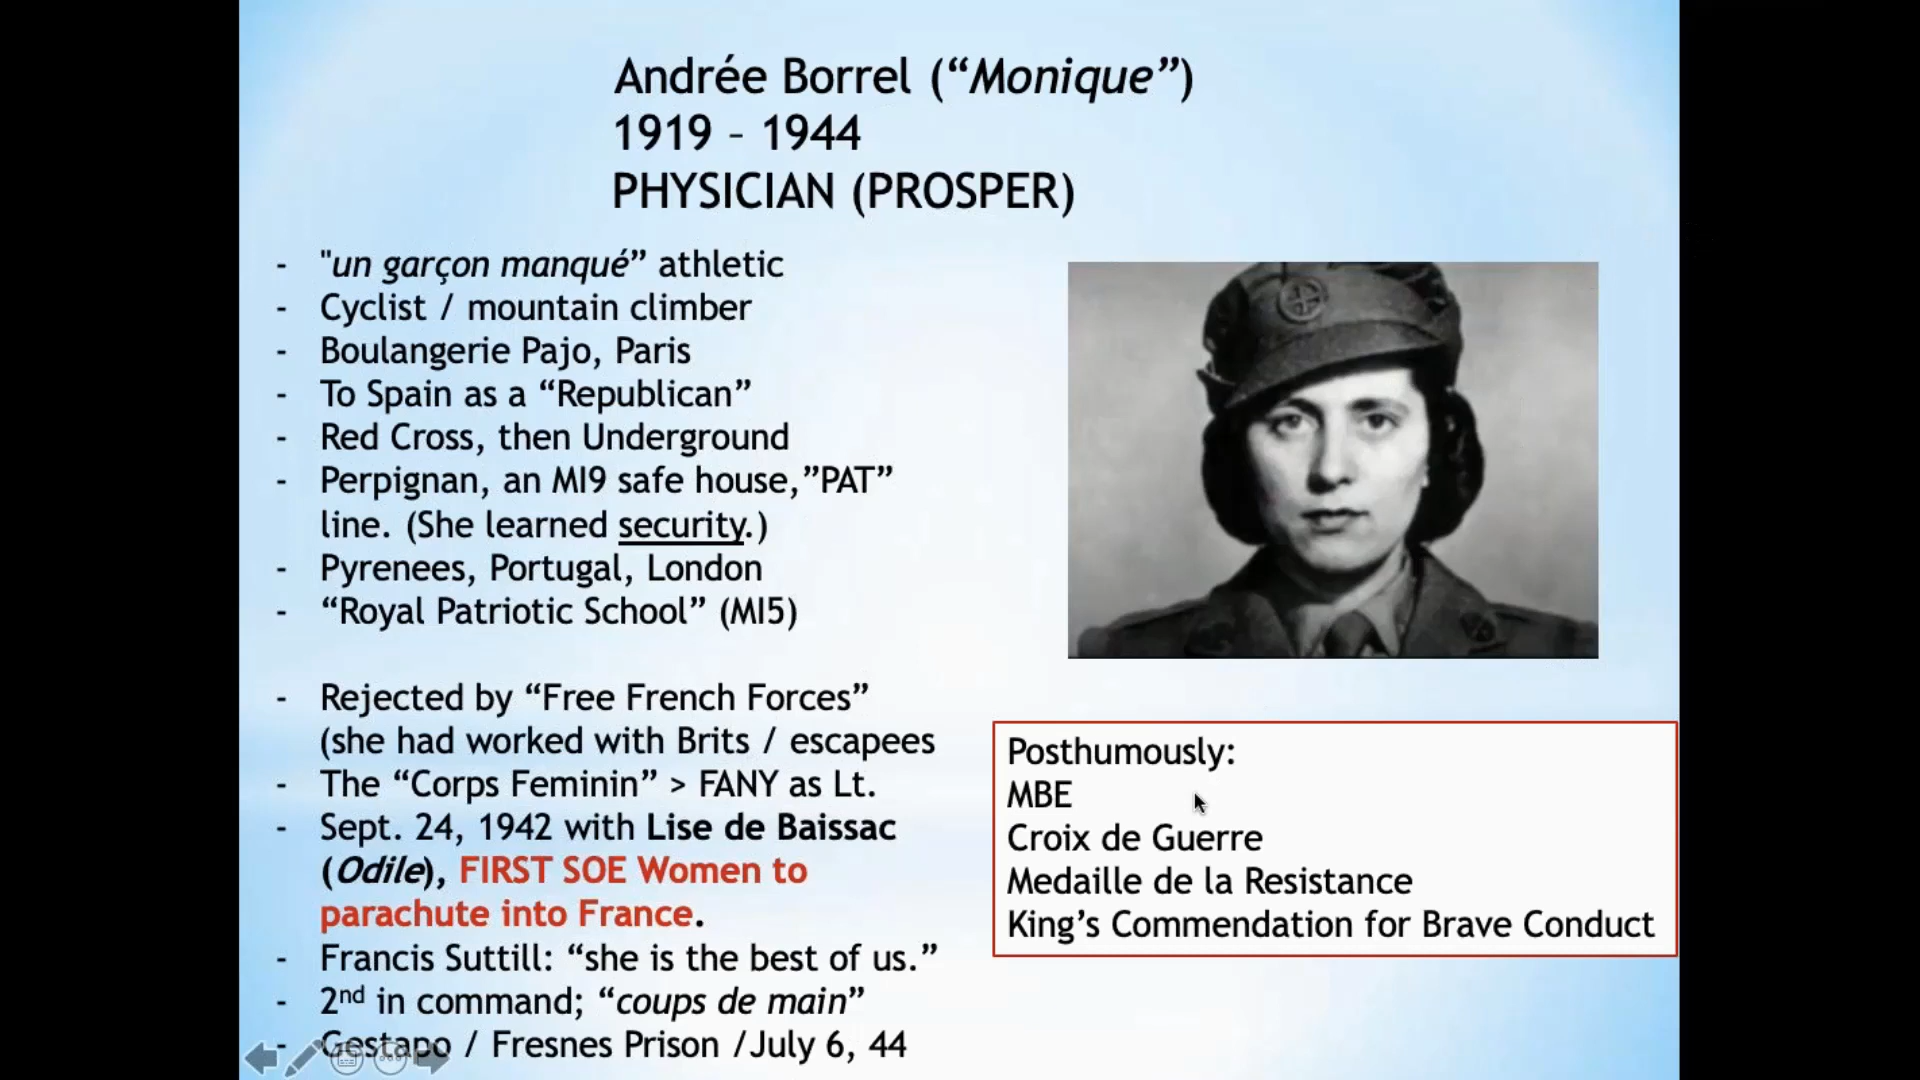 Andrée Borrel (“Monique”)
1919 – 1944
PHYSICIAN (PROSPER)
- "un garçon manqué” athletic
- Cyclist / mountain climber
- Boulangerie Pajo, Paris
- To Spain as a “Republican”
- Red Cross, then Underground
- Perpignan, an MI9 safe house,”PAT”
line. (She learned security.)
- Pyrenees, Portugal, London
- “Royal Patriotic School” (MI5)
- Rejected by “Free French Forces”
(she had worked with Brits / escapees
- The “Corps Feminin” > FANY as Lt.
- Sept. 24, 1942 with Lise de Baissac
(Odile), FIRST SOE Women to
parachute into France.
- Francis Suttill: “she is the best of us.”
- 2nd in command; “coups de main”
- Gestapo / Fresnes Prison /July 6, 44
Posthumously:
MBE
Croix de Guerre
Medaille de la Resistance
King’s Commendation for Brave Conduct